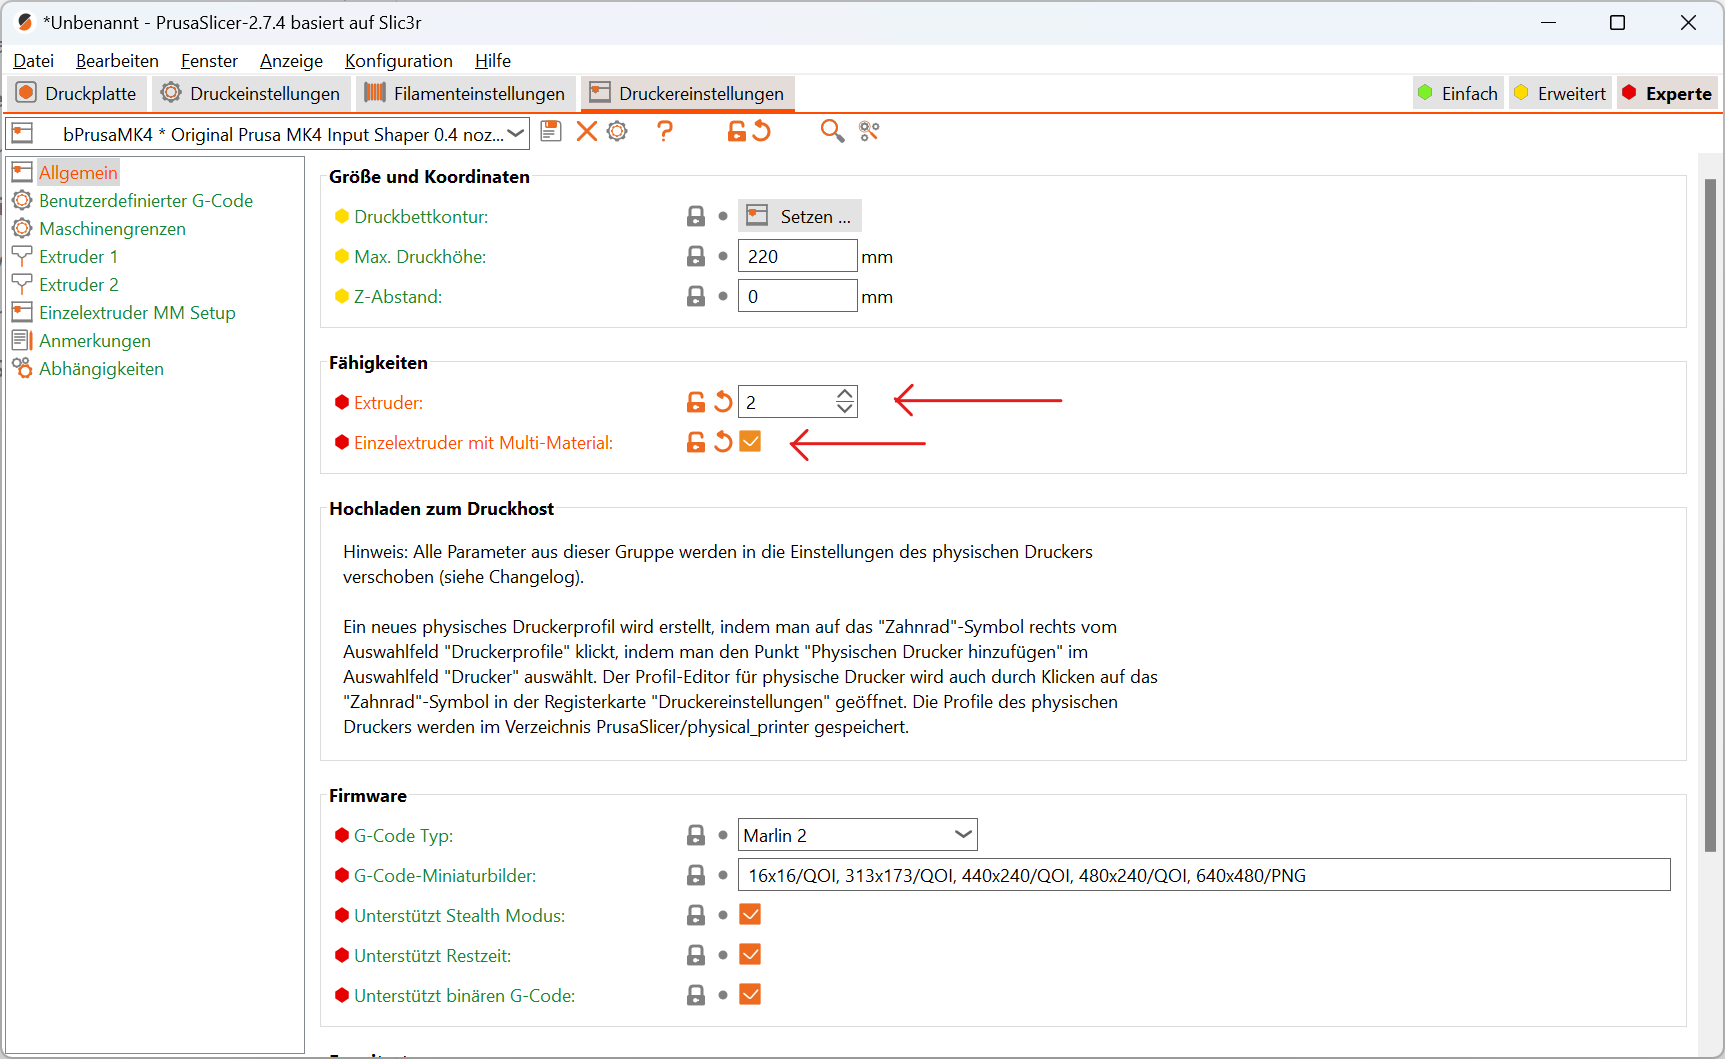 *Unbenannt - PrusaSlicer-2.7.4 basiert auf Slic3r
Datei Bearbeiten Fenster Anzeige Konfiguration Hilfe
Druckplatte Druckeinstellungen Filamenteinstellungen Druckereinstellungen Einfach Erweitert Experte
bPrusaMK4 * Original Prusa MK4 Input Shaper 0.4 noz... ?
Allgemein
Benutzerdefinierter G-Code
Maschinengrenzen
Extruder 1
Extruder 2
Einzelextruder MM Setup
Anmerkungen
Abhängigkeiten
Größe und Koordinaten
Druckbettkontur: Setzen ...
Max. Druckhöhe: 220 mm
Z-Abstand: 0 mm
Fähigkeiten
Extruder: 2
Einzelextruder mit Multi-Material:
Hochladen zum Druckhost
Hinweis: Alle Parameter aus dieser Gruppe werden in die Einstellungen des physischen Druckers
verschoben (siehe Changelog).
Ein neues physisches Druckerprofil wird erstellt, indem man auf das "Zahnrad"-Symbol rechts vom
Auswahlfeld "Druckerprofile" klickt, indem man den Punkt "Physischen Drucker hinzufügen" im
Auswahlfeld "Drucker" auswählt. Der Profil-Editor für physische Drucker wird auch durch Klicken auf das
"Zahnrad"-Symbol in der Registerkarte "Druckereinstellungen" geöffnet. Die Profile des physischen
Druckers werden im Verzeichnis PrusaSlicer/physical_printer gespeichert.
Firmware
G-Code Typ: Marlin 2
G-Code-Miniaturbilder: 16x16/QOI, 313x173/QOI, 440x240/QOI, 480x240/QOI, 640x480/PNG
Unterstützt Stealth Modus:
Unterstützt Restzeit:
Unterstützt binären G-Code: